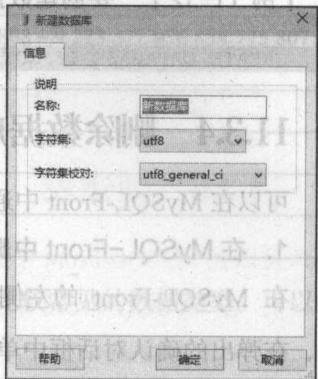 新建数据库
信息
说明
名称:
新数据库
字符集:
utf8
字符集校对:
utf8_general_ci
帮助
确定
取消